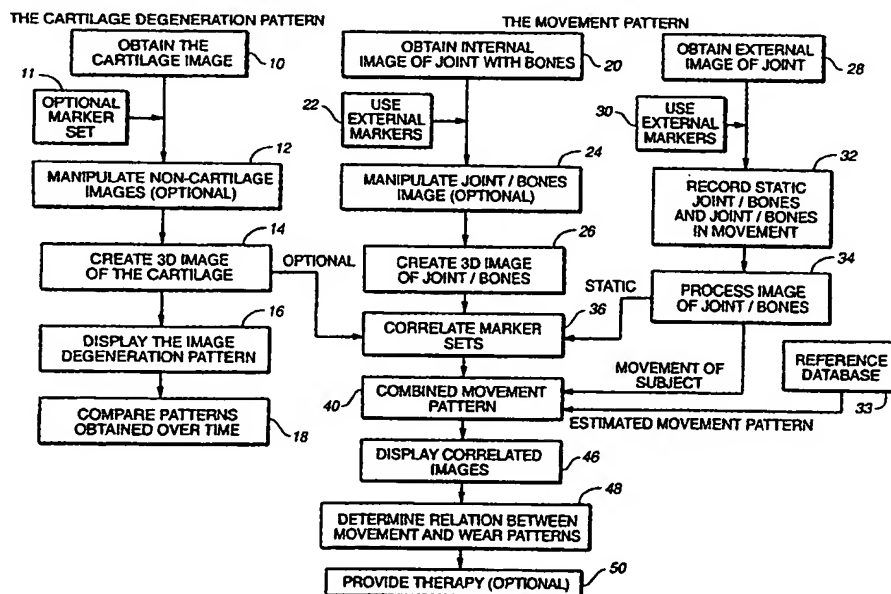 THE CARTILAGE DEGENERATION PATTERN
OBTAIN THE
CARTILAGE IMAGE
10
11
OPTIONAL
MARKER
SET
12
MANIPULATE NON-CARTILAGE
IMAGES (OPTIONAL)
14
CREATE 3D IMAGE
OF THE CARTILAGE
OPTIONAL
16
DISPLAY THE IMAGE
DEGENERATION PATTERN
COMPARE PATTERNS
OBTAINED OVER TIME
18
THE MOVEMENT PATTERN
OBTAIN INTERNAL
IMAGE OF JOINT WITH BONES
20
22
USE
EXTERNAL
MARKERS
24
MANIPULATE JOINT / BONES
IMAGE (OPTIONAL)
26
CREATE 3D IMAGE
OF JOINT / BONES
OBTAIN EXTERNAL
IMAGE OF JOINT
28
30
USE
EXTERNAL
MARKERS
32
RECORD STATIC
JOINT / BONES
AND JOINT / BONES
IN MOVEMENT
34
PROCESS IMAGE
OF JOINT / BONES
STATIC
CORRELATE MARKER
SETS
36
MOVEMENT OF
SUBJECT
REFERENCE
DATABASE
33
40
COMBINED MOVEMENT
PATTERN
ESTIMATED MOVEMENT PATTERN
DISPLAY CORRELATED
IMAGES
46
48
DETERMINE RELATION BETWEEN
MOVEMENT AND WEAR PATTERNS
PROVIDE THERAPY (OPTIONAL)
50